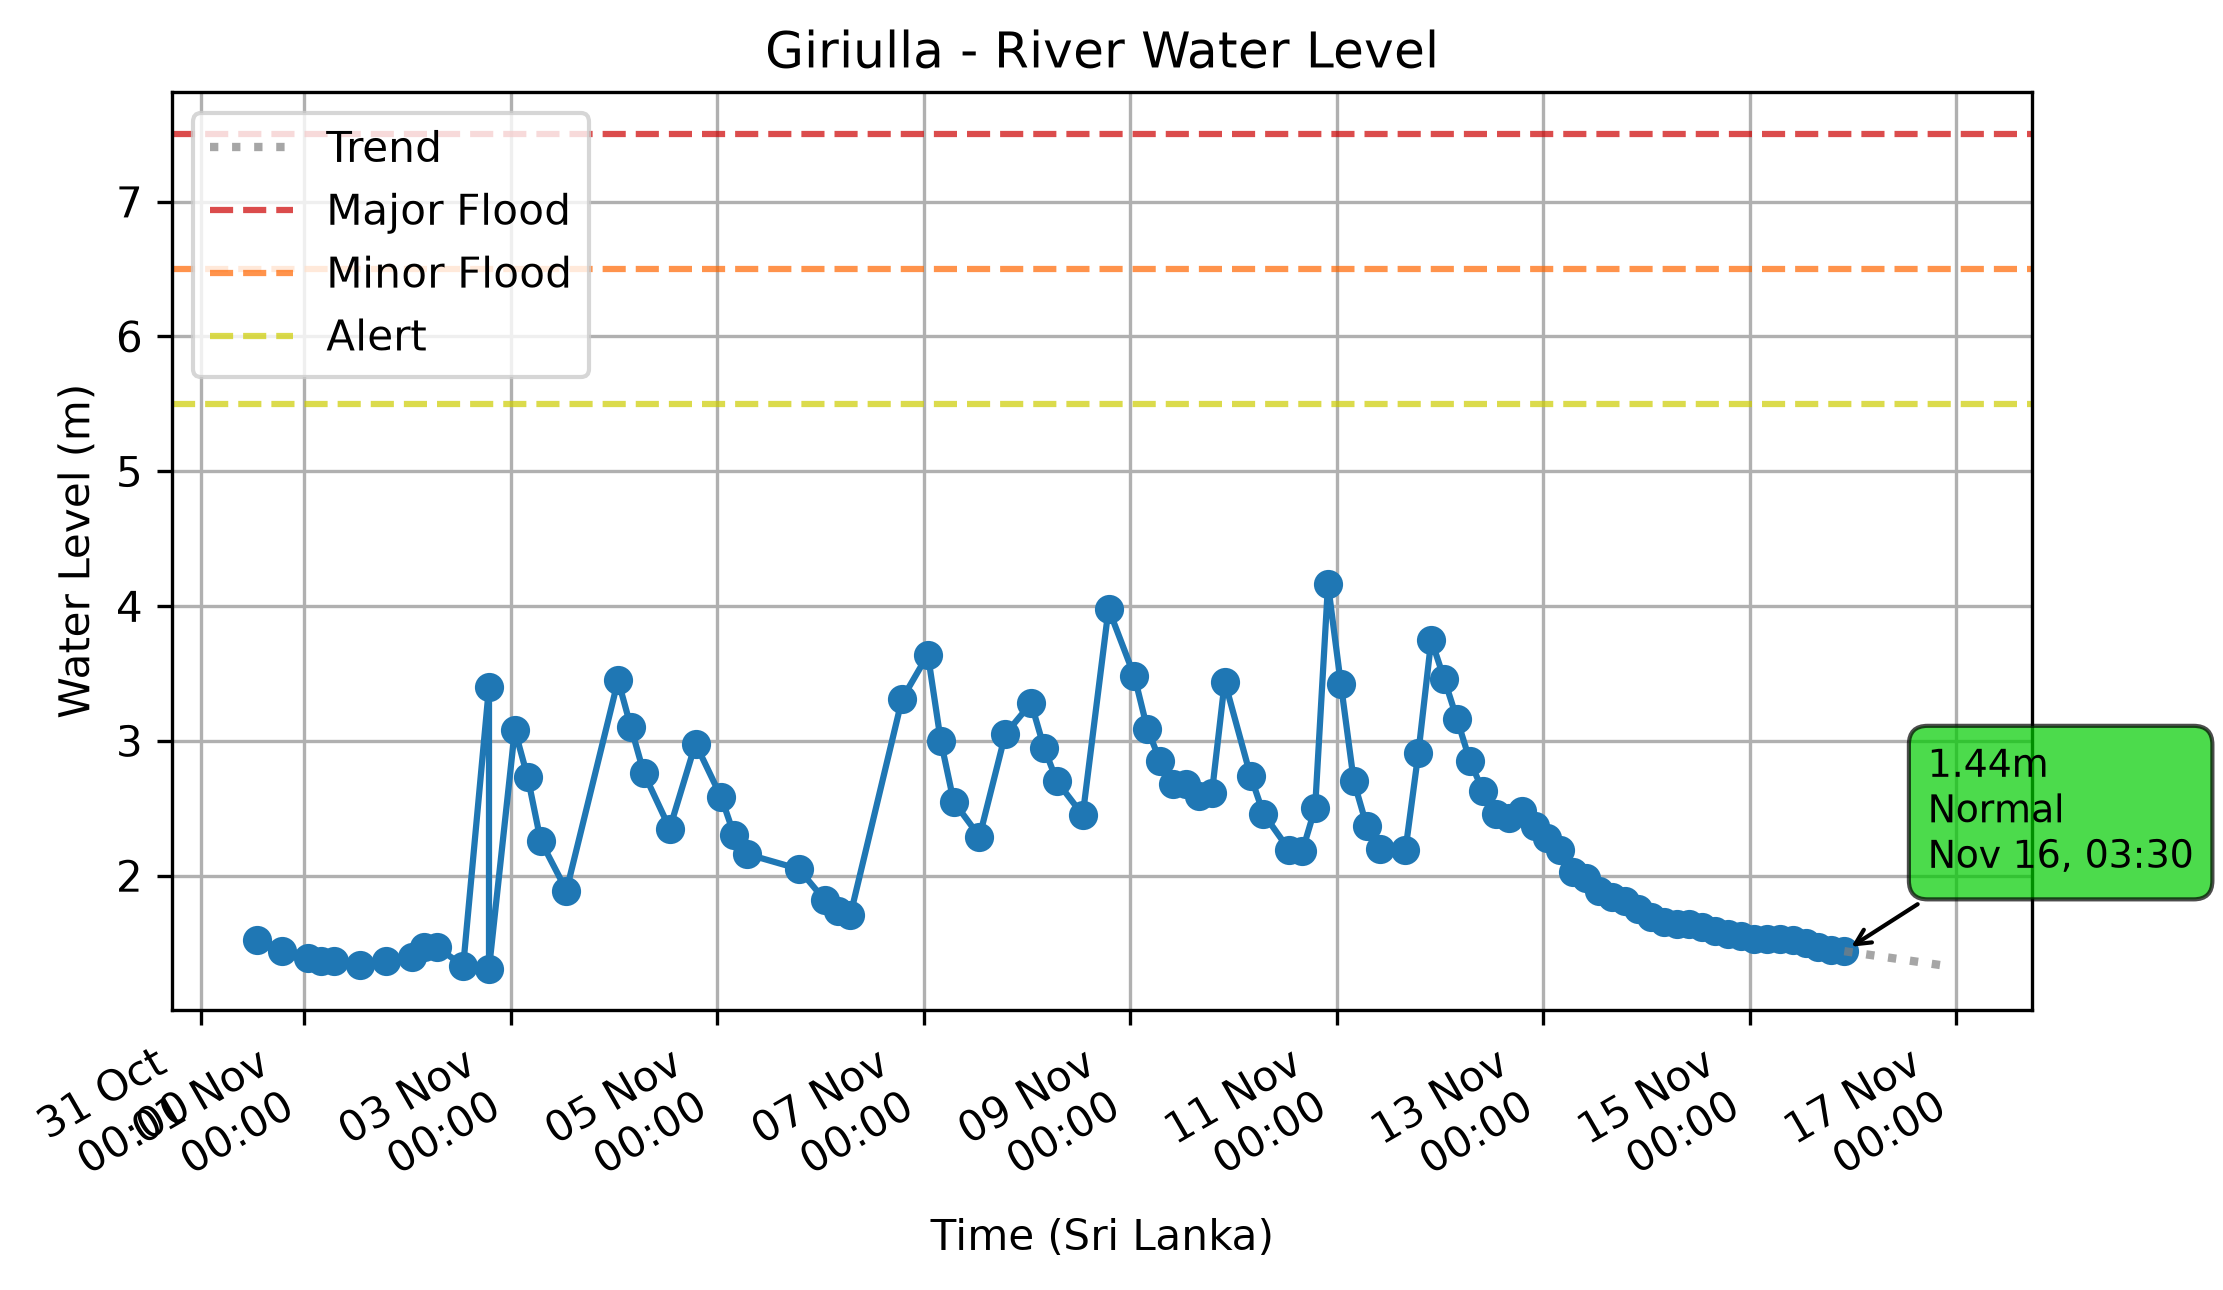 Giriulla - River Water Level
Trend
Major Flood
Minor Flood
Alert
Water Level (m)
7
6
5
4
3
2
1.44m
Normal
Nov 16, 03:30
31 Oct
00:00
01 Nov
00:00
03 Nov
00:00
05 Nov
00:00
07 Nov
00:00
09 Nov
00:00
11 Nov
00:00
13 Nov
00:00
15 Nov
00:00
17 Nov
00:00
Time (Sri Lanka)